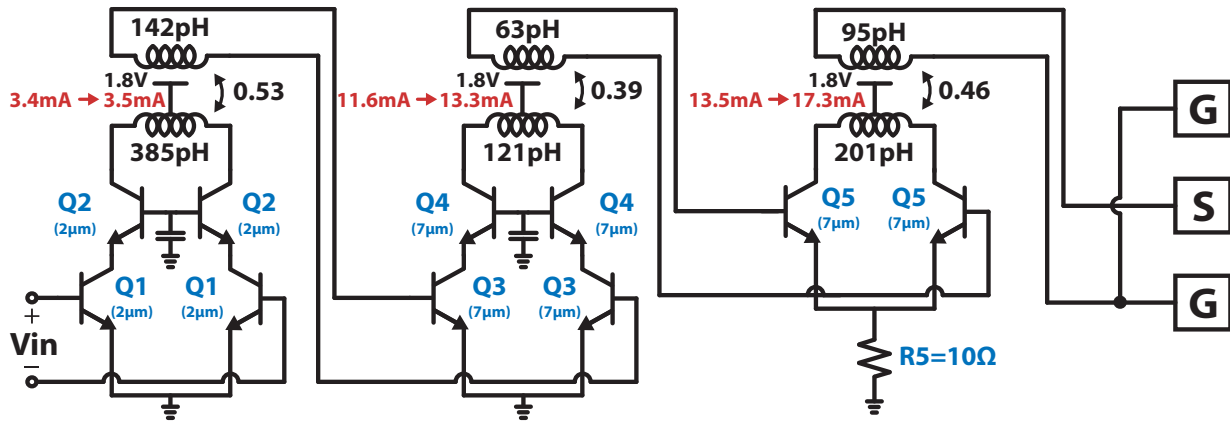 142pH
1.8V
3.4mA → 3.5mA
0.53
385pH
Q2
(2μm)
Q2
(2μm)
Q1
(2μm)
Q1
(2μm)
+
Vin
−
63pH
1.8V
11.6mA → 13.3mA
0.39
121pH
Q4
(7μm)
Q4
(7μm)
Q3
(7μm)
Q3
(7μm)
95pH
1.8V
13.5mA → 17.3mA
0.46
201pH
Q5
(7μm)
Q5
(7μm)
R5=10Ω
G
S
G